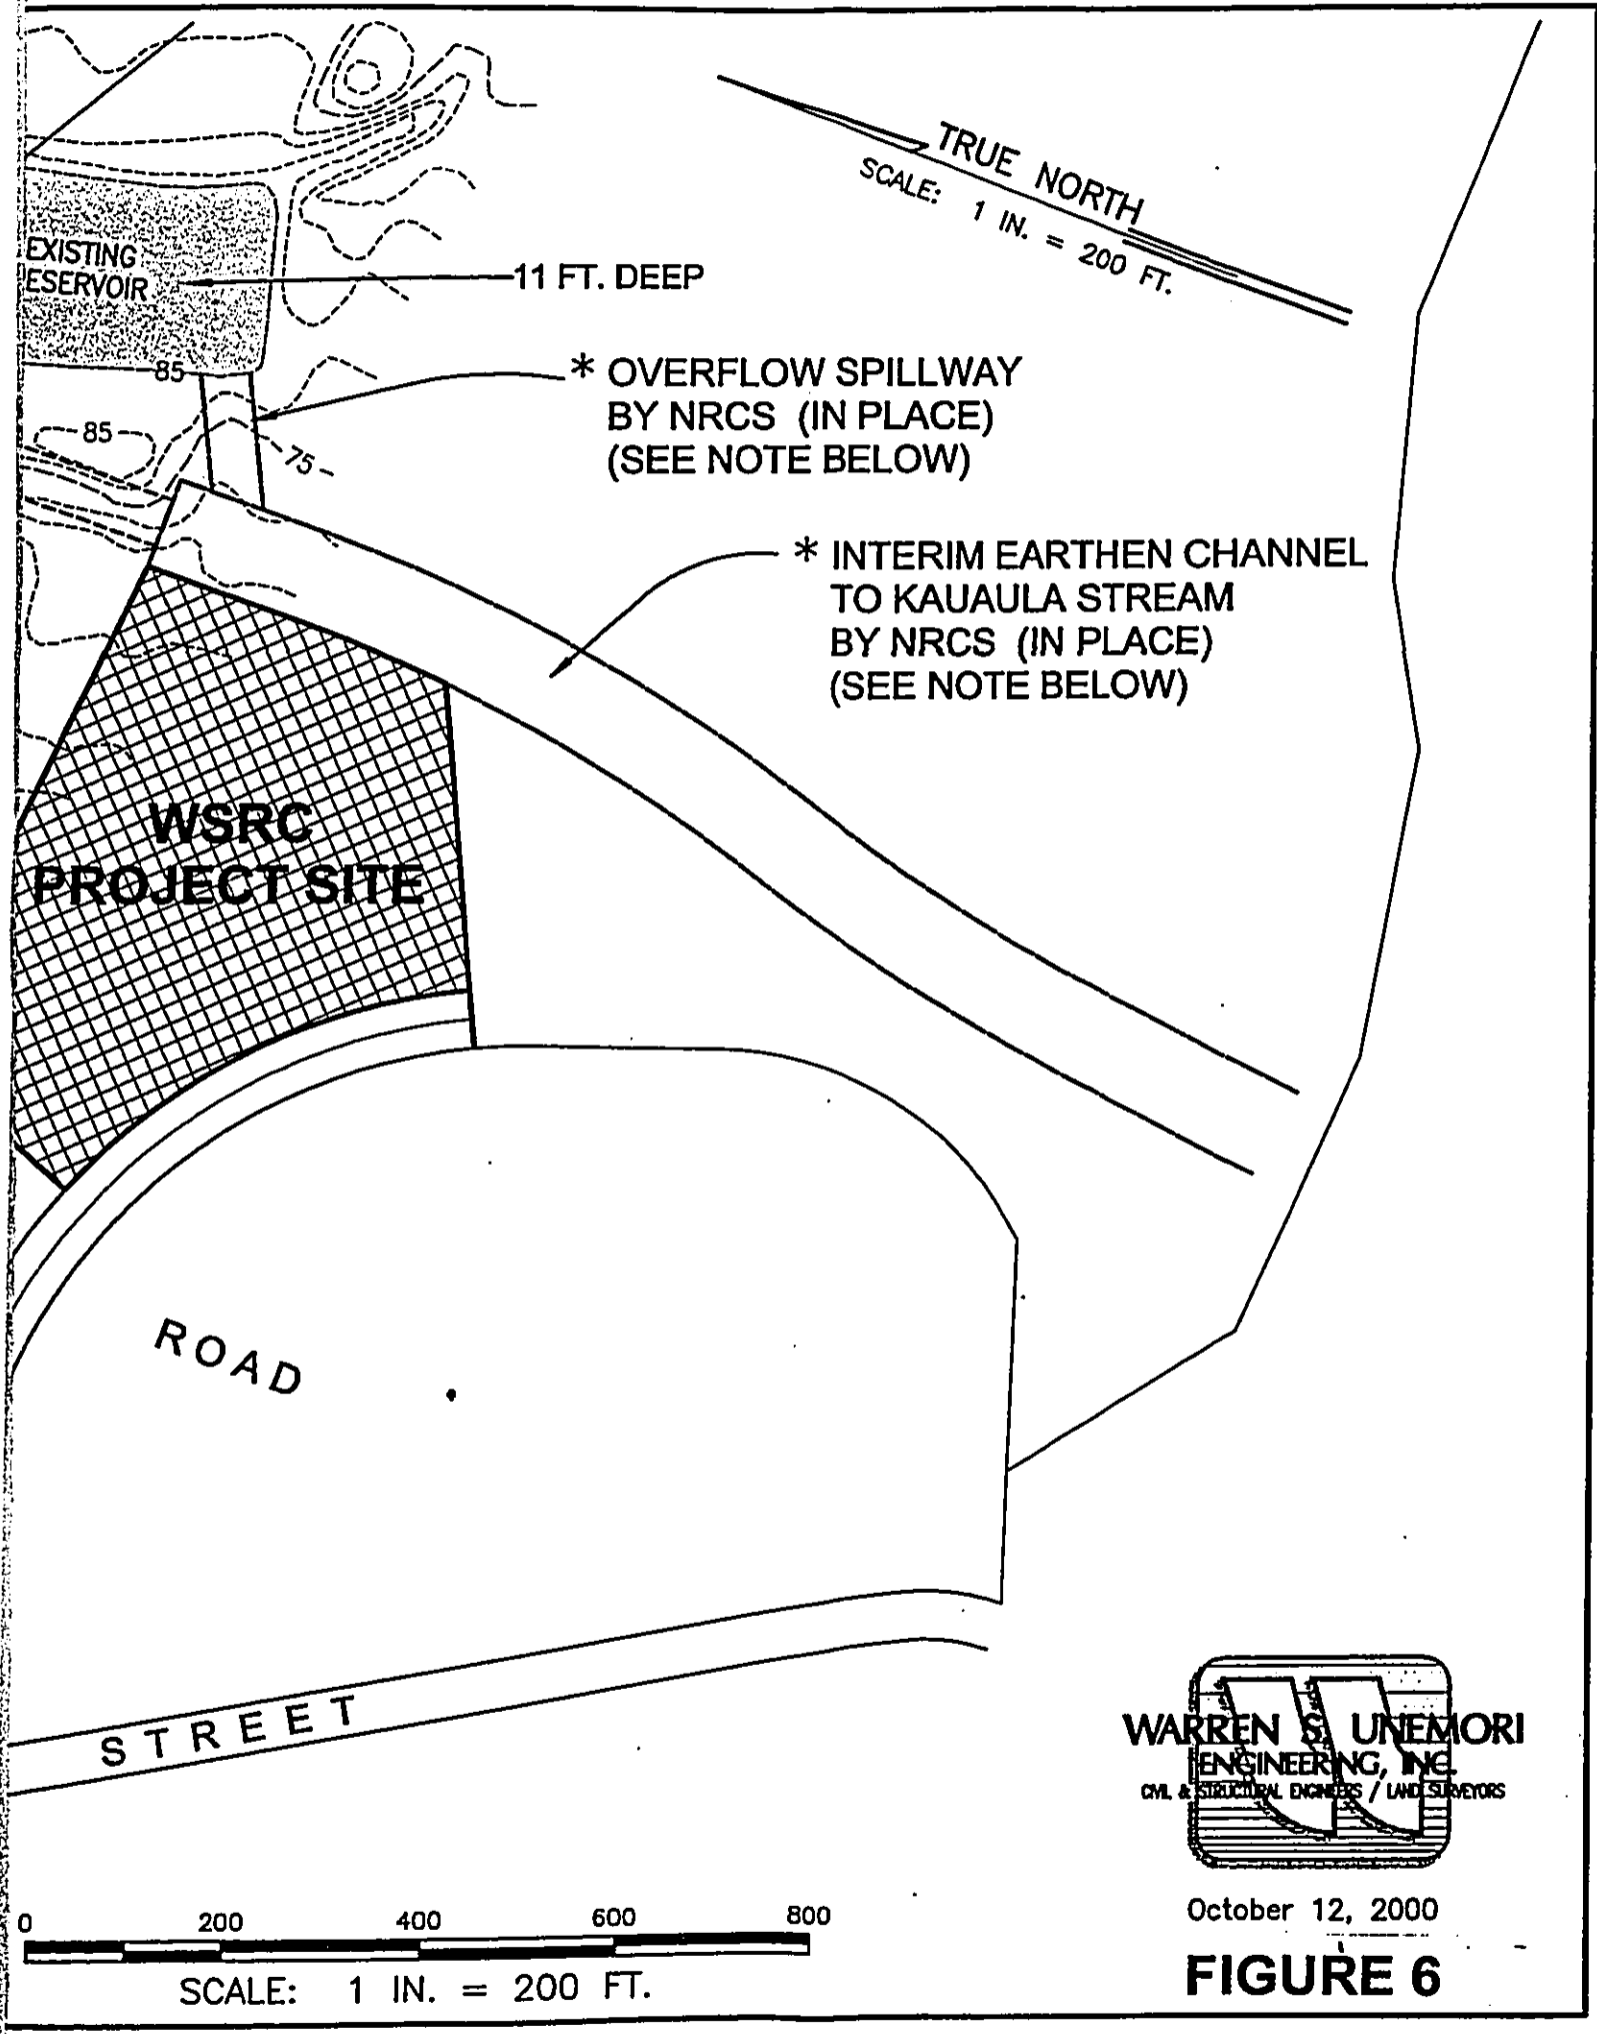 TRUE NORTH
SCALE: 1 IN. = 200 FT.
EXISTING
ESERVOIR
11 FT. DEEP
85
* OVERFLOW SPILLWAY
BY NRCS (IN PLACE)
(SEE NOTE BELOW)
85
75
* INTERIM EARTHEN CHANNEL
TO KAUAULA STREAM
BY NRCS (IN PLACE)
(SEE NOTE BELOW)
WSRC
PROJECT SITE
ROAD
STREET
WARREN S. UNEMORI
ENGINEERING, INC.
CIVIL & STRUCTURAL ENGINEERS / LAND SURVEYORS
0 200 400 600 800
SCALE: 1 IN. = 200 FT.
October 12, 2000
FIGURE 6